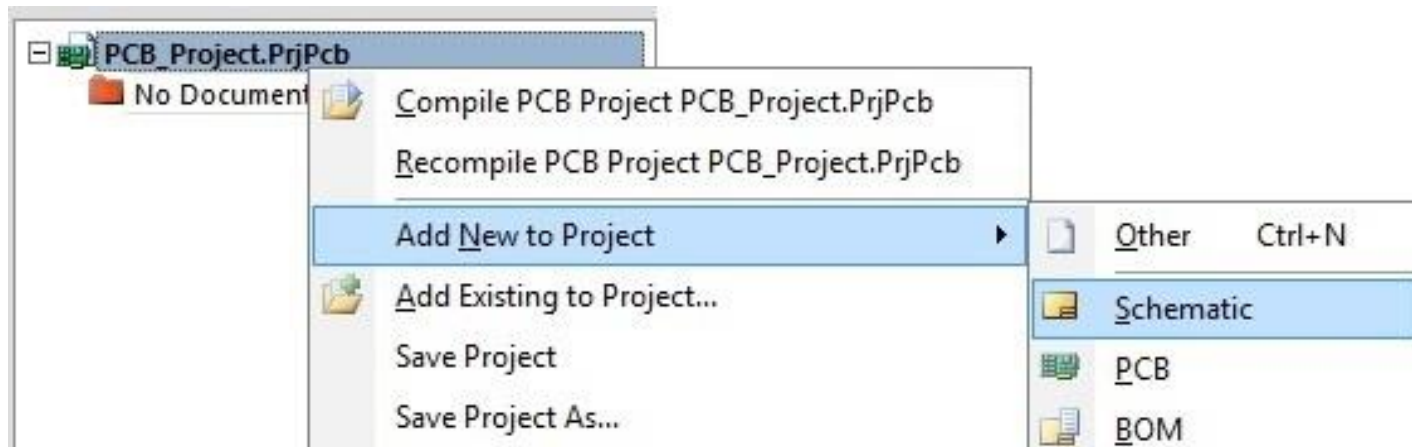 PCB_Project.PrjPcb
No Document
Compile PCB Project PCB_Project.PrjPcb
Recompile PCB Project PCB_Project.PrjPcb
Add New to Project
Add Existing to Project...
Save Project
Save Project As...
Other Ctrl+N
Schematic
PCB
BOM